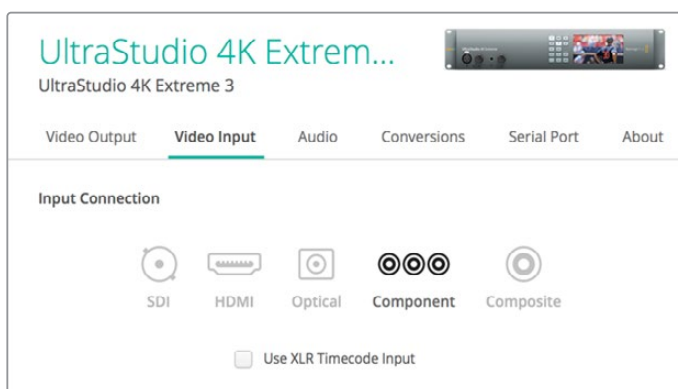 UltraStudio 4K Extrem...
UltraStudio 4K Extreme 3
Video Output Video Input Audio Conversions Serial Port About
Input Connection
SDI HDMI Optical Component Composite
Use XLR Timecode Input